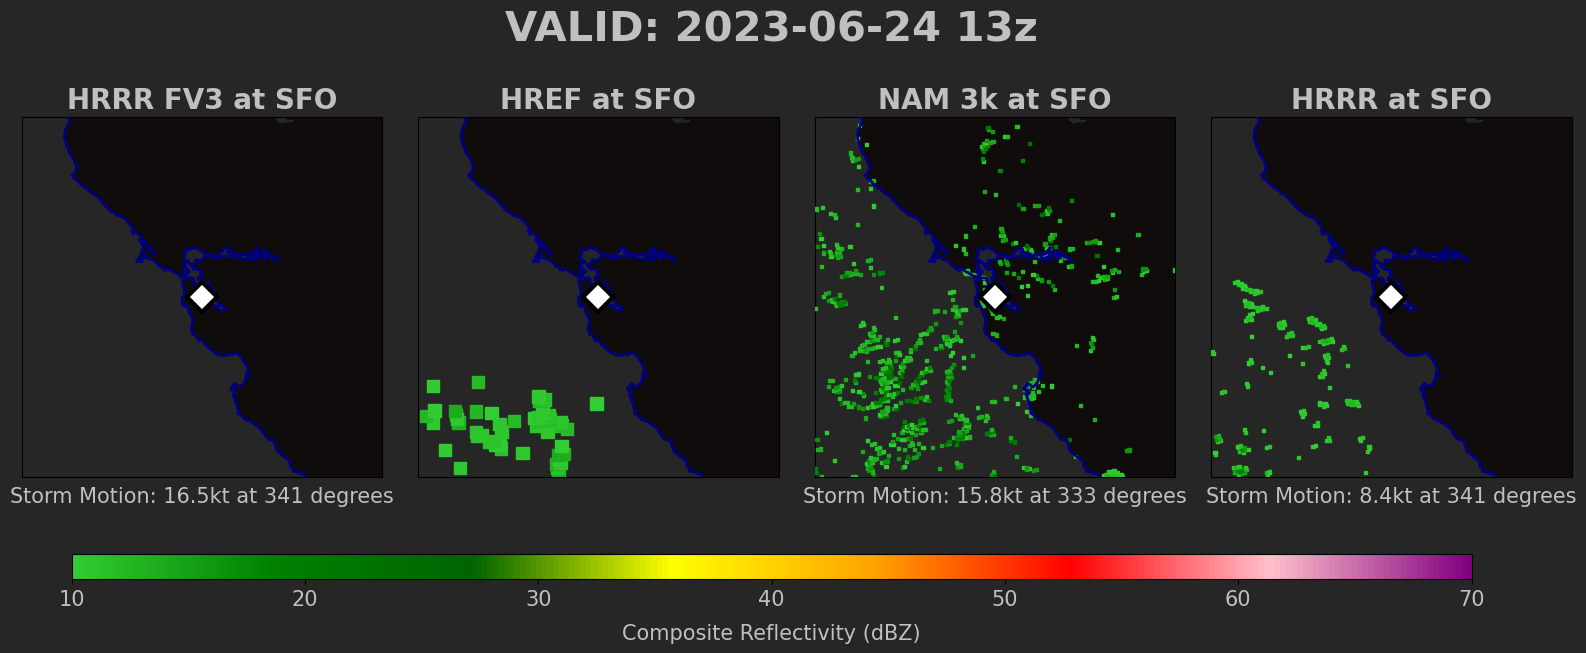 VALID: 2023-06-24 13z
HRRR FV3 at SFO
HREF at SFO
NAM 3k at SFO
HRRR at SFO
Storm Motion: 16.5kt at 341 degrees
Storm Motion: 15.8kt at 333 degrees
Storm Motion: 8.4kt at 341 degrees
10 20 30 40 50 60 70
Composite Reflectivity (dBZ)